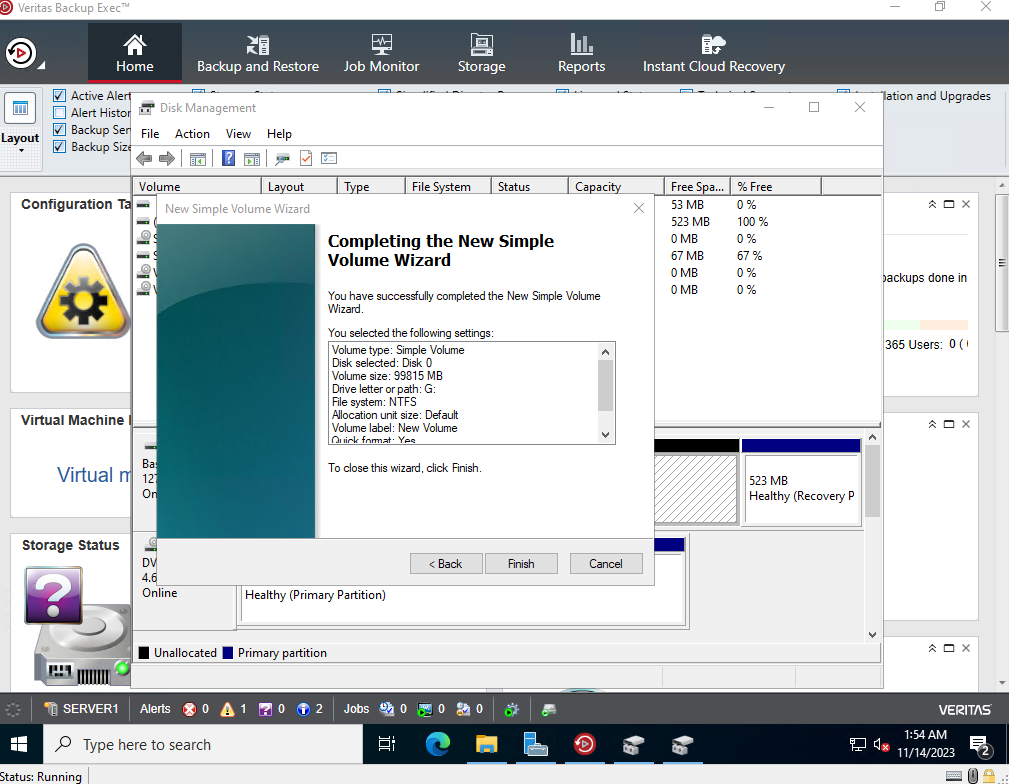 Veritas Backup Exec™
Home
Backup and Restore
Job Monitor
Storage
Reports
Instant Cloud Recovery
Layout
Active Alert
Alert Histor
Backup Ser
Backup Size
and Upgrades
Disk Management
File Action View Help
Volume Layout Type File System Status Capacity Free Spa... % Free
53 MB 0 %
523 MB 100 %
0 MB 0 %
67 MB 67 %
0 MB 0 %
0 MB 0 %
Configuration Ta
New Simple Volume Wizard
Completing the New Simple
Volume Wizard
You have successfully completed the New Simple Volume
Wizard.
You selected the following settings:
Volume type: Simple Volume
Disk selected: Disk 0
Volume size: 99815 MB
Drive letter or path: G:
File system: NTFS
Allocation unit size: Default
Volume label: New Volume
Quick format: Yes
To close this wizard, click Finish.
< Back Finish Cancel
backups done in
365 Users: 0 (
Virtual Machine
Virtual m
Storage Status
Bas
127
On
523 MB
Healthy (Recovery P
DV
4.6
Online
Healthy (Primary Partition)
Unallocated Primary partition
SERVER1 Alerts 0 1 0 2 Jobs 0 0 0 VERITAS
Type here to search
1:54 AM
11/14/2023
2
Status: Running